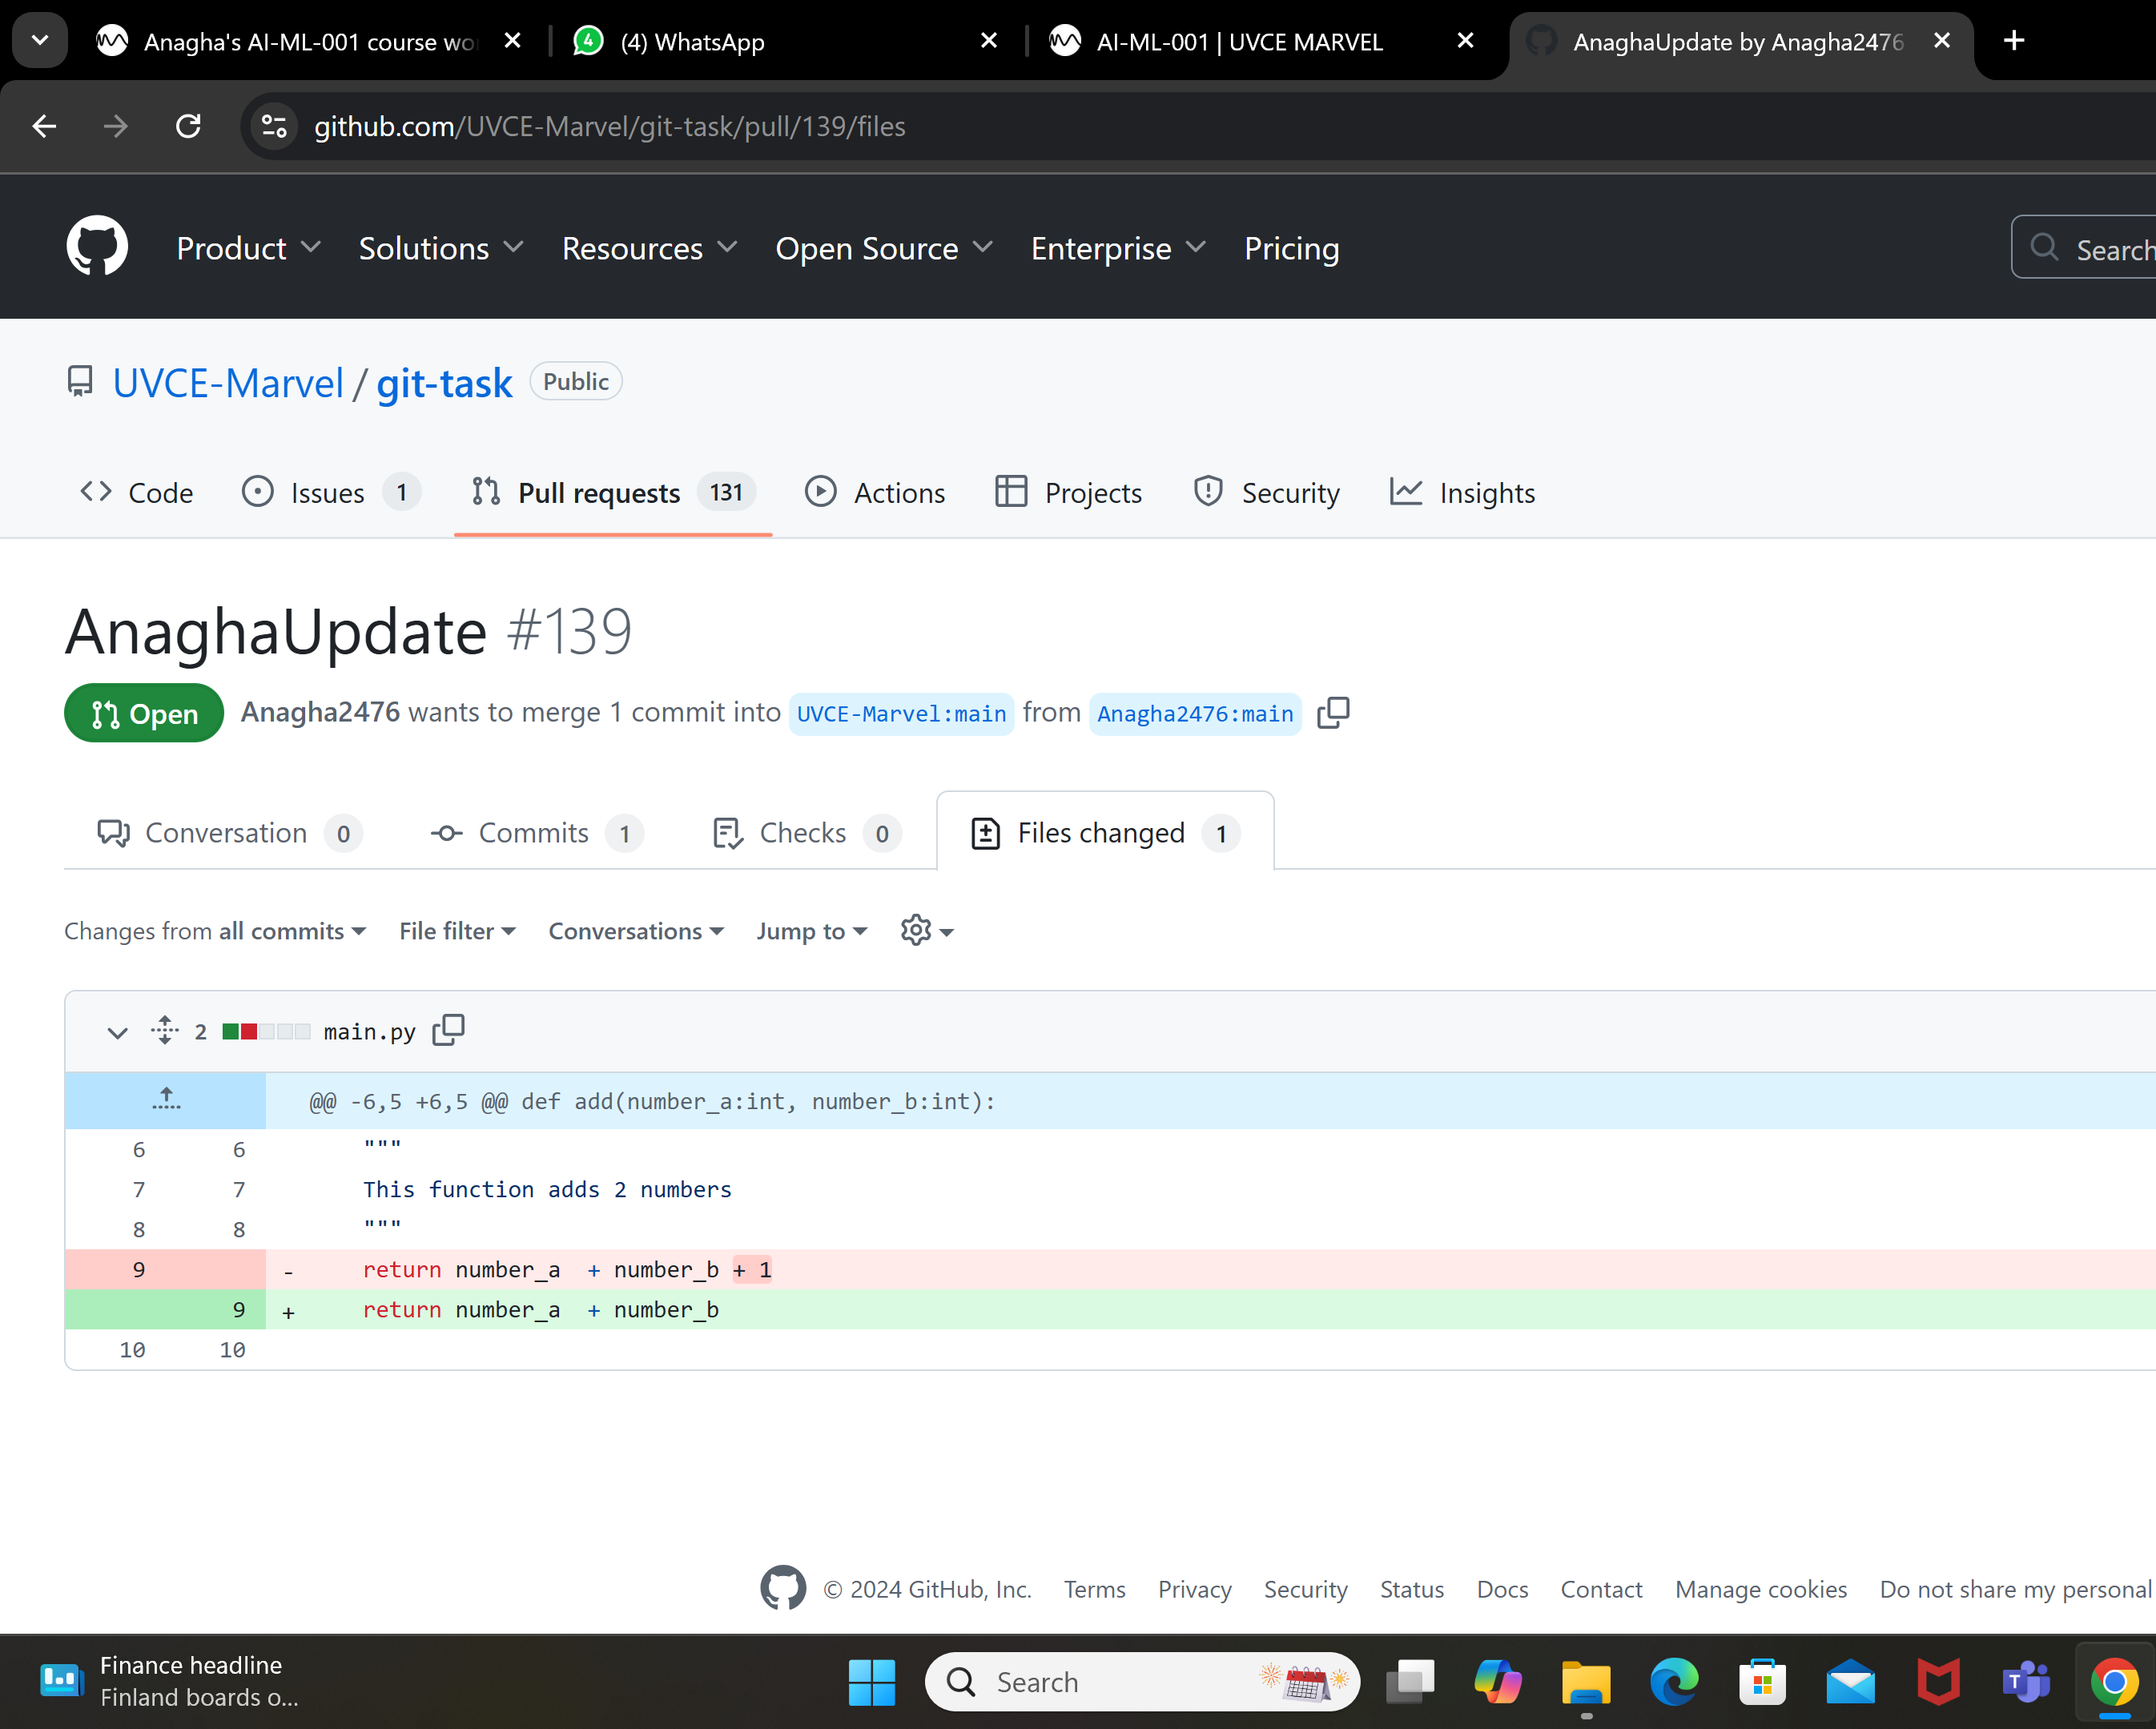 Anagha's AI-ML-001 course wo
4 (4) WhatsApp
AI-ML-001 | UVCE MARVEL
AnaghaUpdate by Anagha2476
github.com/UVCE-Marvel/git-task/pull/139/files
Product Solutions Resources Open Source Enterprise Pricing Search
UVCE-Marvel / git-task Public
Code Issues 1 Pull requests 131 Actions Projects Security Insights
AnaghaUpdate #139
Open Anagha2476 wants to merge 1 commit into UVCE-Marvel:main from Anagha2476:main
Conversation 0 Commits 1 Checks 0 Files changed 1
Changes from all commits File filter Conversations Jump to
2 main.py
@@ -6,5 +6,5 @@ def add(number_a:int, number_b:int):
6 6 """
7 7 This function adds 2 numbers
8 8 """
9 - return number_a  + number_b + 1
9 + return number_a  + number_b
10 10
© 2024 GitHub, Inc. Terms Privacy Security Status Docs Contact Manage cookies Do not share my personal
Finance headline
Finland boards o...
Search
T